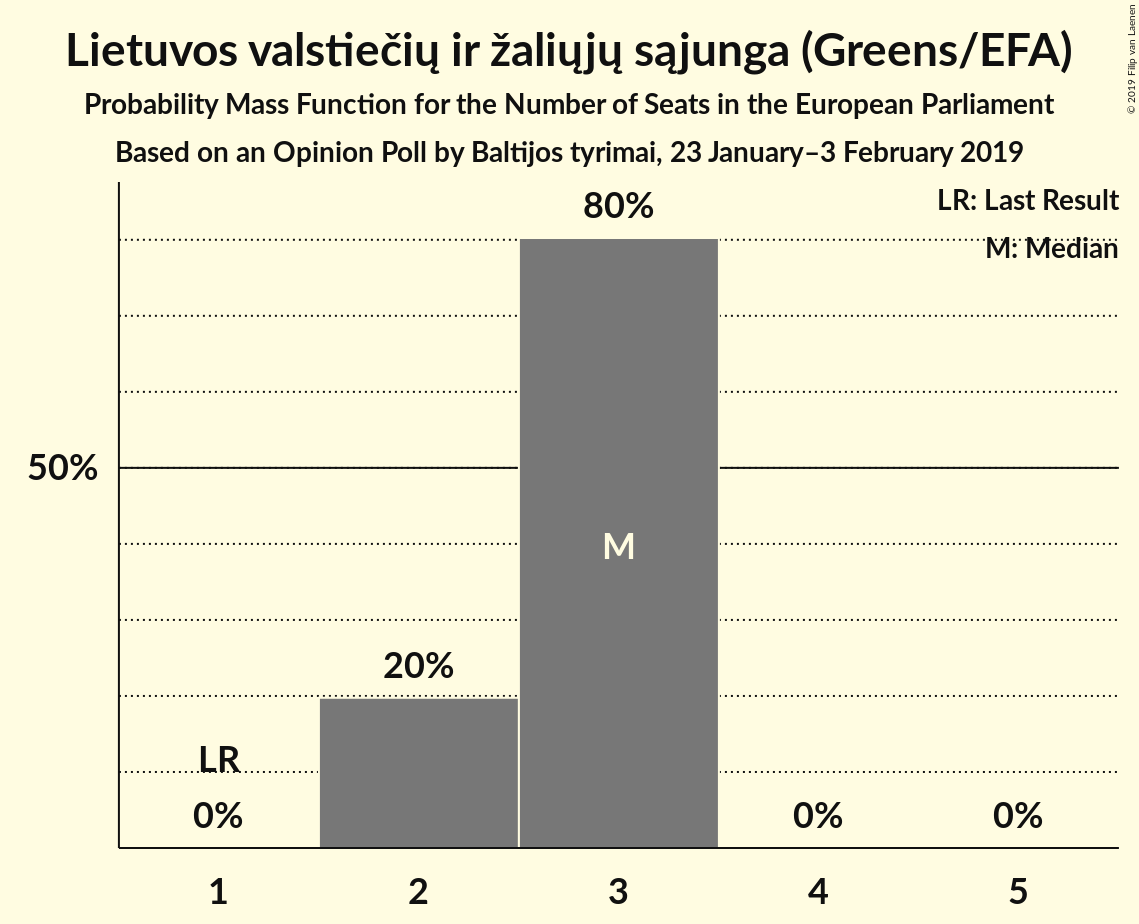 Lietuvos valstiečių ir žaliųjų sąjunga (Greens/EFA)
Probability Mass Function for the Number of Seats in the European Parliament
Based on an Opinion Poll by Baltijos tyrimai, 23 January–3 February 2019
© 2019 Filip van Laenen
LR: Last Result
M: Median
80%
50%
M
20%
LR
0%
0%
0%
1
2
3
4
5